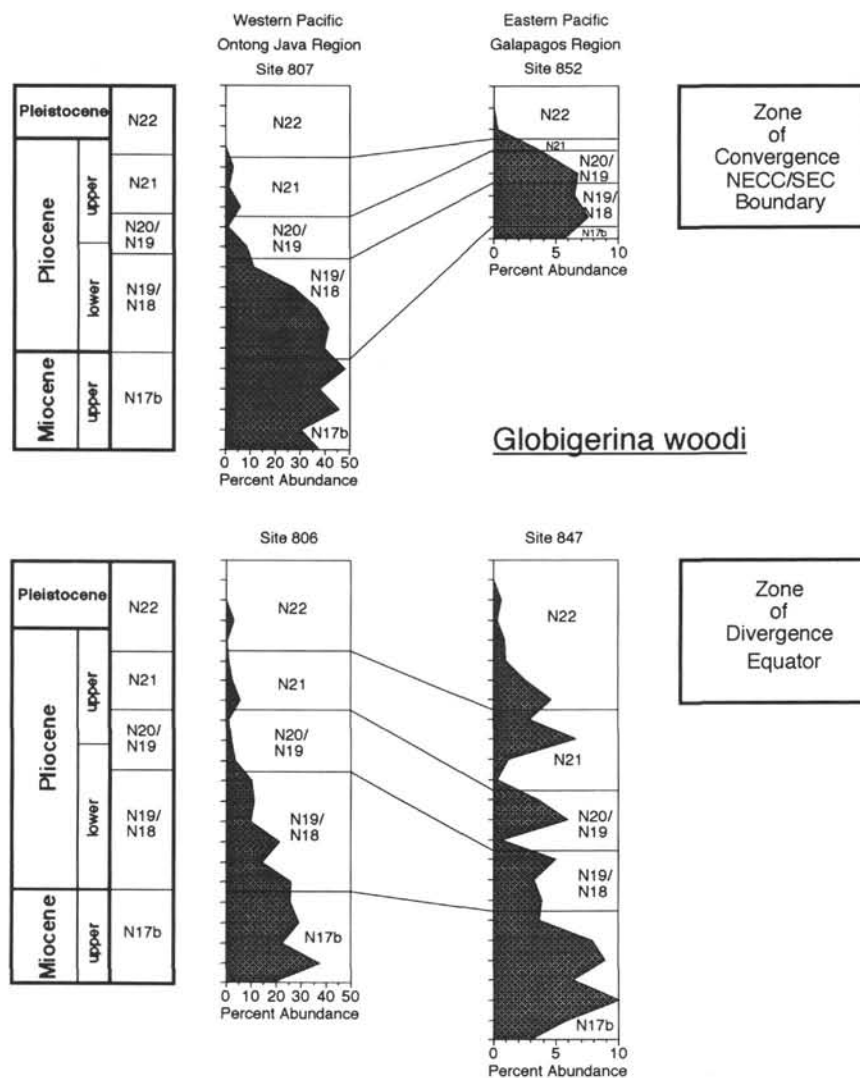 Western Pacific
Ontong Java Region
Site 807
Eastern Pacific
Galapagos Region
Site 852
Pleistocene
Pliocene
upper
lower
Miocene
upper
N22
N21
N20/
N19
N19/
N18
N17b
N22
N21
N20/
N19
N19/
N18
N17b
0 10 20 30 40 50
Percent Abundance
N22
N21
N20/
N19
N19/
N18
N17b
0 5 10
Percent Abundance
Zone
of
Convergence
NECC/SEC
Boundary
Globigerina woodi
Site 806
Site 847
Pleistocene
Pliocene
upper
lower
Miocene
upper
N22
N21
N20/
N19
N19/
N18
N17b
N22
N21
N20/
N19
N19/
N18
N17b
0 10 20 30 40 50
Percent Abundance
N22
N21
N20/
N19
N19/
N18
N17b
0 5 10
Percent Abundance
Zone
of
Divergence
Equator